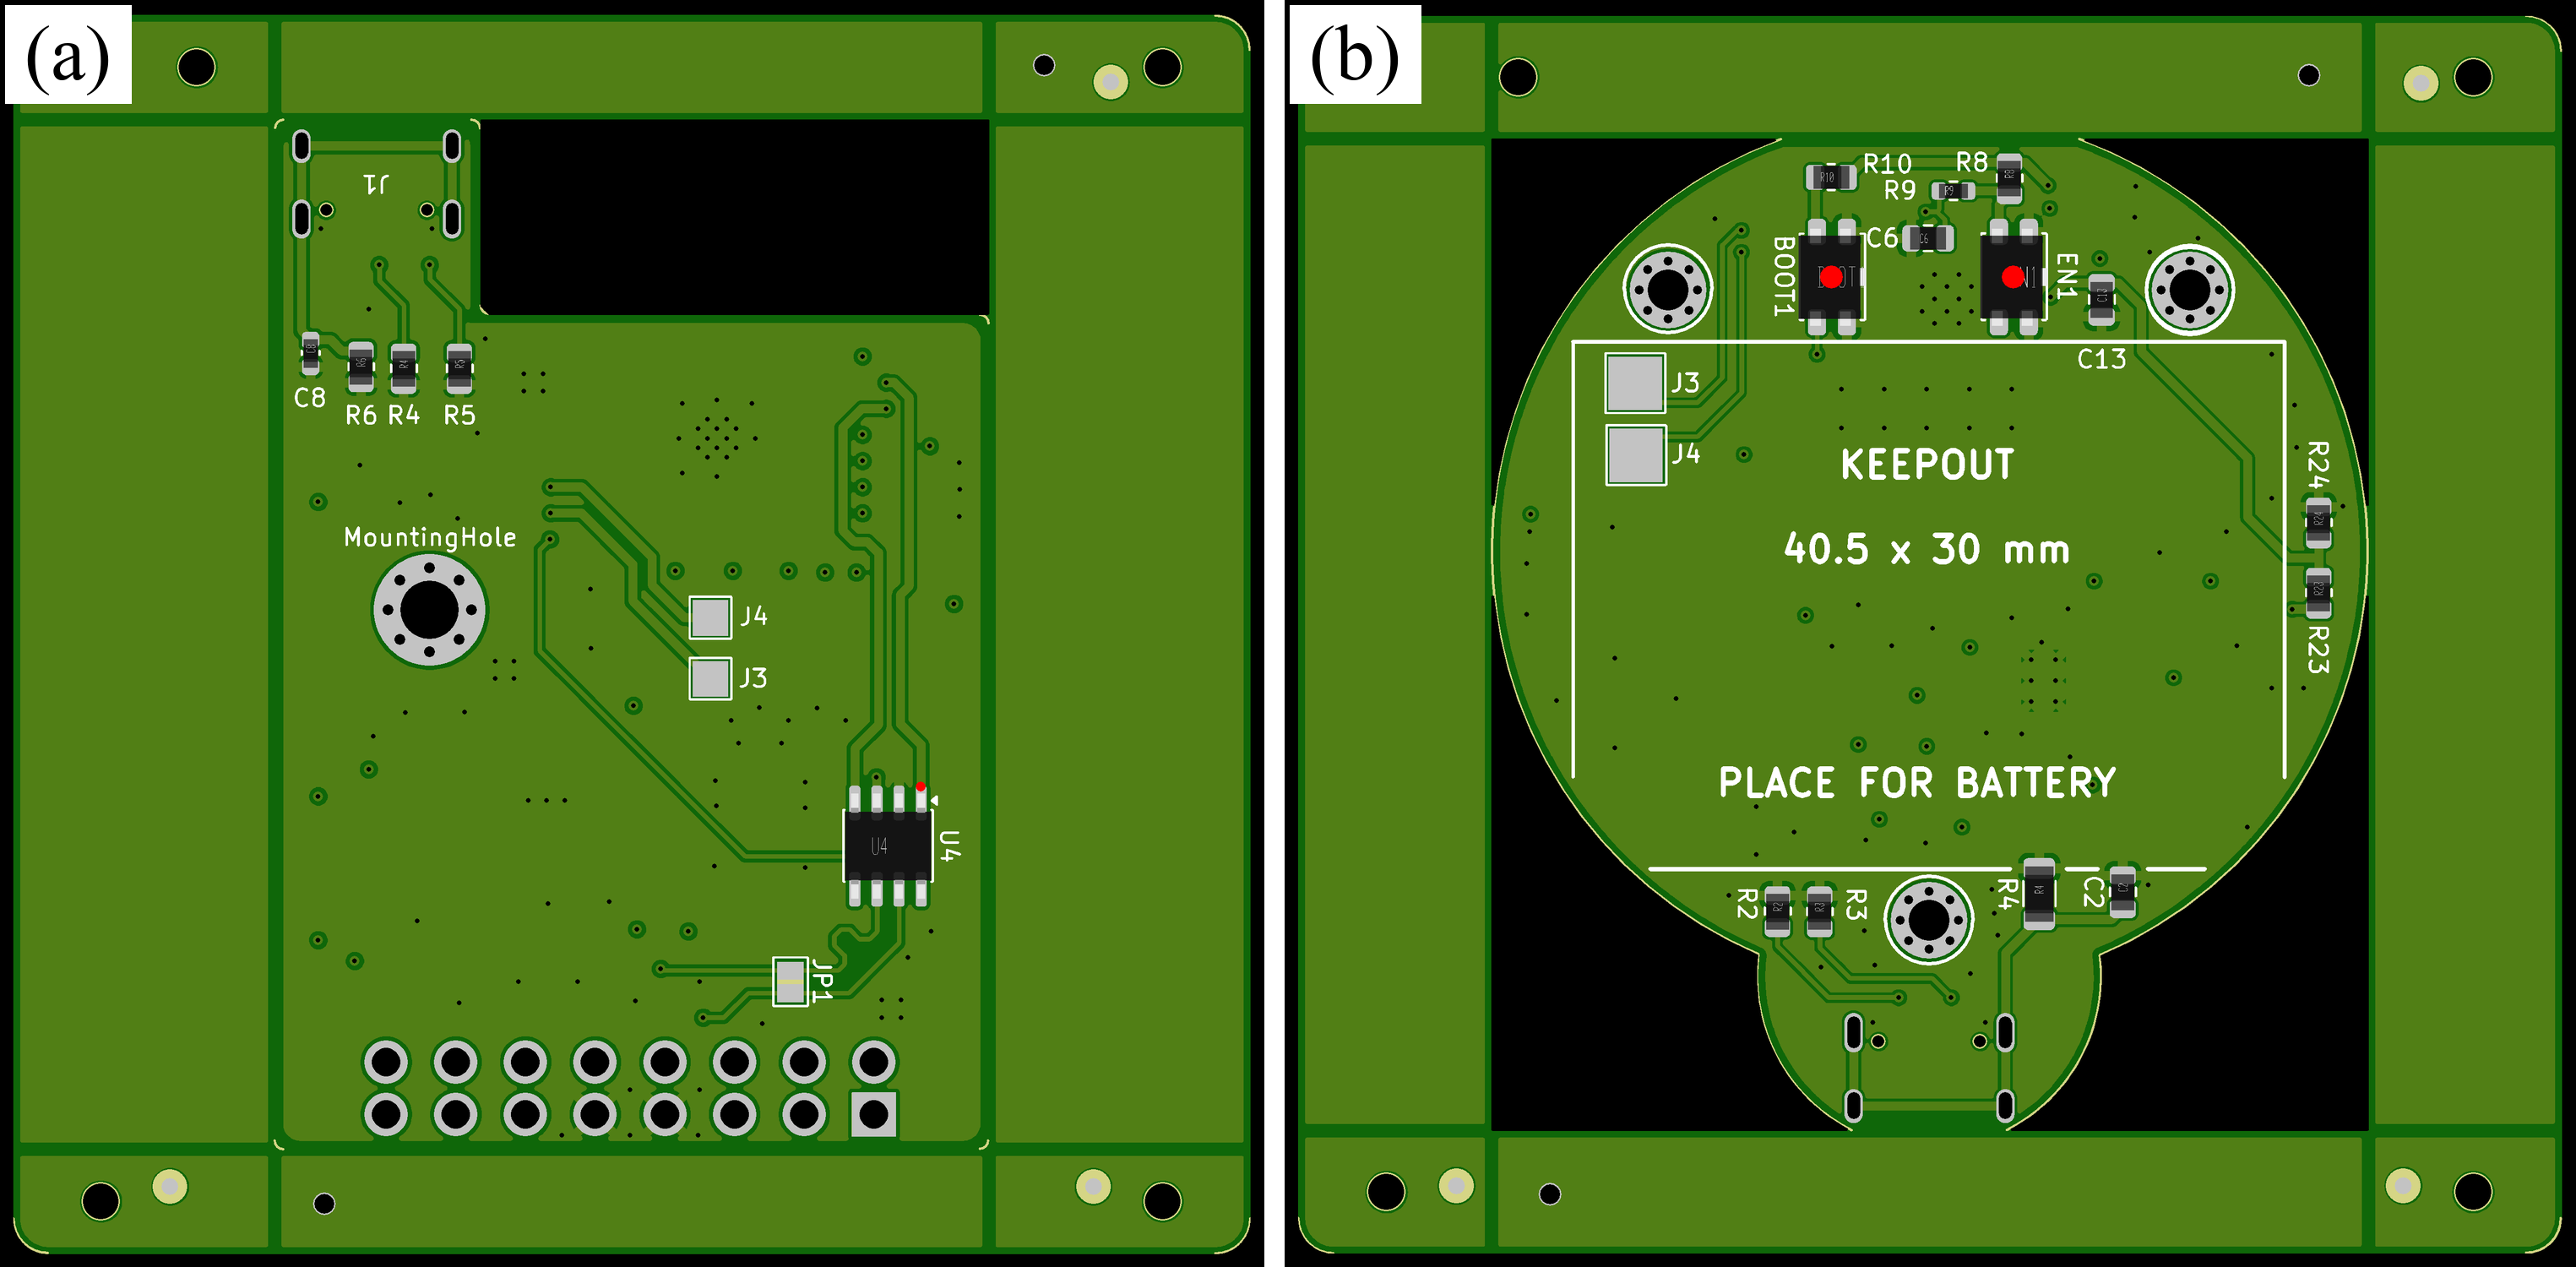 (a)
J1
C8
R6 R4 R5
MountingHole
J4
J3
U4
U4
JP1
(b)
R10
R8
R9
C6
BOOT1
EN1
C13
J3
J4
KEEPOUT
40.5 x 30 mm
R24
R23
PLACE FOR BATTERY
R2
R3
R4
C2